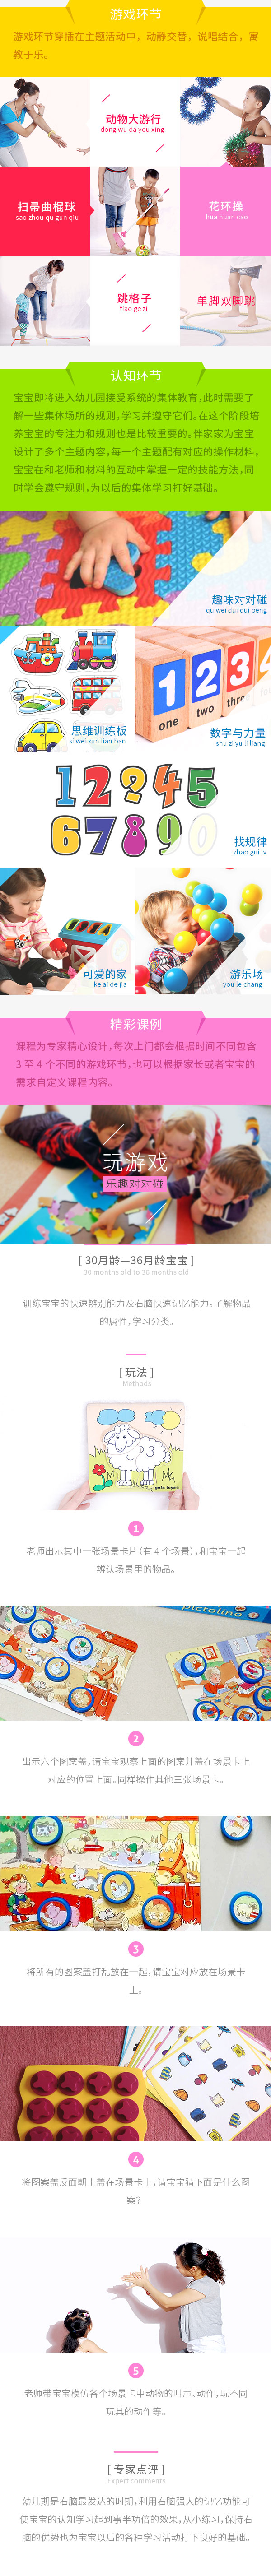 游戏环节
游戏环节穿插在主题活动中，动静交替，说唱结合，寓
教于乐。
动物大游行
dong wu da you xing
扫帚曲棍球
sao zhou qu gun qiu
花环操
hua huan cao
跳格子
tiao ge zi
单脚双脚跳
认知环节
宝宝即将进入幼儿园接受系统的集体教育，此时需要了
解一些集体场所的规则，学习并遵守它们。在这个阶段培
养宝宝的专注力和规则也是比较重要的。伴家家为宝宝
设计了多个主题内容，每一个主题配有对应的操作材料，
宝宝在和老师和材料的互动中掌握一定的技能方法，同
时学会遵守规则，为以后的集体学习打好基础。
趣味对对碰
qu wei dui dui peng
思维训练板
si wei xun lian ban
1 2 3 4
one two three
数字与力量
shu zi yu li liang
1 2 ? 4 5
6 7 8 9 0
找规律
zhao gui lv
可爱的家
ke ai de jia
游乐场
you le chang
精彩课例
课程为专家精心设计，每次上门都会根据时间不同包含
3 至 4 个不同的游戏环节，也可以根据家长或者宝宝的
需求自定义课程内容。
玩游戏
乐趣对对碰
[ 30月龄—36月龄宝宝 ]
30 months old to 36 months old
训练宝宝的快速辨别能力及右脑快速记忆能力。了解物品
的属性，学习分类。
[ 玩法 ]
Methods
1
老师出示其中一张场景卡片（有 4 个场景），和宝宝一起
辨认场景里的物品。
pictolino
2
出示六个图案盖，请宝宝观察上面的图案并盖在场景卡上
对应的位置上面。同样操作其他三张场景卡。
3
将所有的图案盖打乱放在一起，请宝宝对应放在场景卡
上。
4
将图案盖反面朝上盖在场景卡上，请宝宝猜下面是什么图
案？
5
老师带宝宝模仿各个场景卡中动物的叫声、动作，玩不同
玩具的动作等。
[ 专家点评 ]
Expert comments
幼儿期是右脑最发达的时期，利用右脑强大的记忆功能可
使宝宝的认知学习起到事半功倍的效果，从小练习，保持右
脑的优势也为宝宝以后的各种学习活动打下良好的基础。